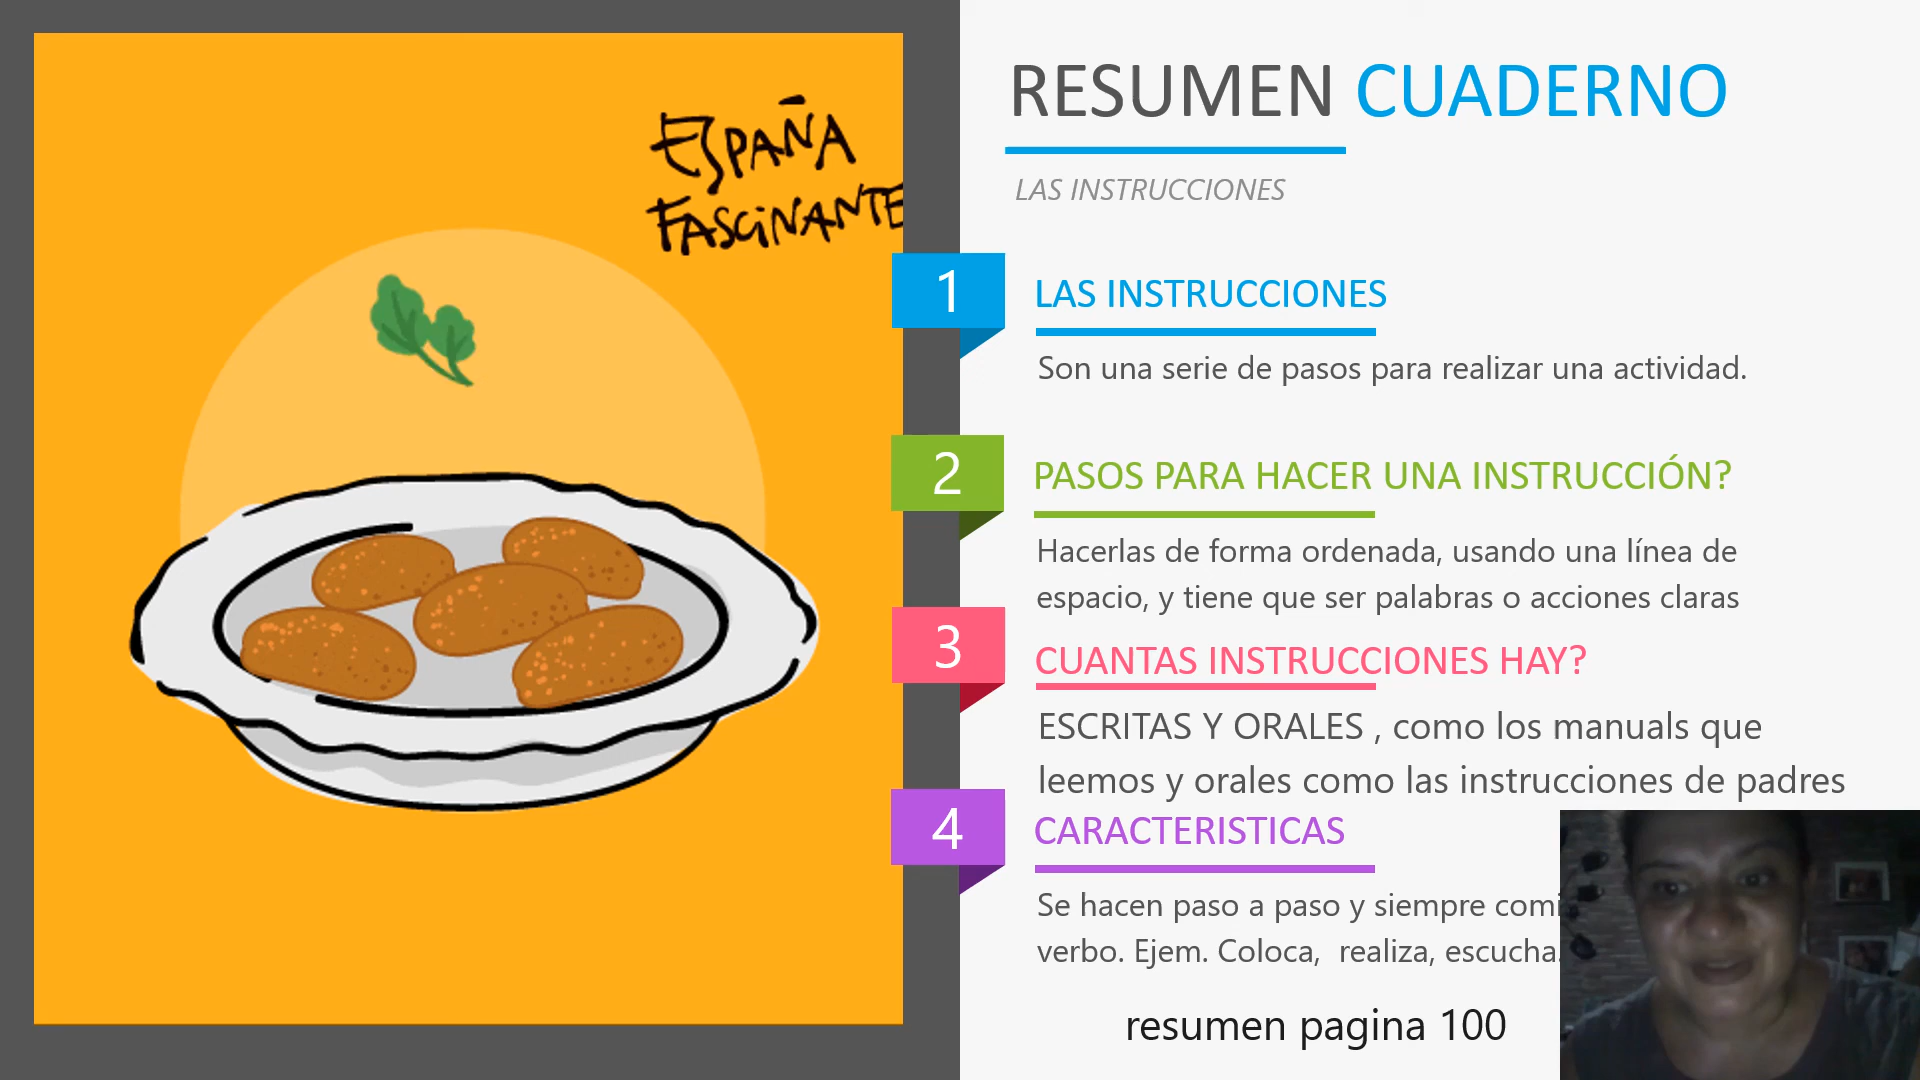 ESPAÑA
FASCiNANTE
RESUMEN CUADERNO
LAS INSTRUCCIONES
1
LAS INSTRUCCIONES
Son una serie de pasos para realizar una actividad.
2
PASOS PARA HACER UNA INSTRUCCIÓN?
Hacerlas de forma ordenada, usando una línea de
espacio, y tiene que ser palabras o acciones claras
3
CUANTAS INSTRUCCIONES HAY?
ESCRITAS Y ORALES , como los manuals que
leemos y orales como las instrucciones de padres
4
CARACTERISTICAS
Se hacen paso a paso y siempre
verbo. Ejem. Coloca, realiza, escucha.
resumen pagina 100